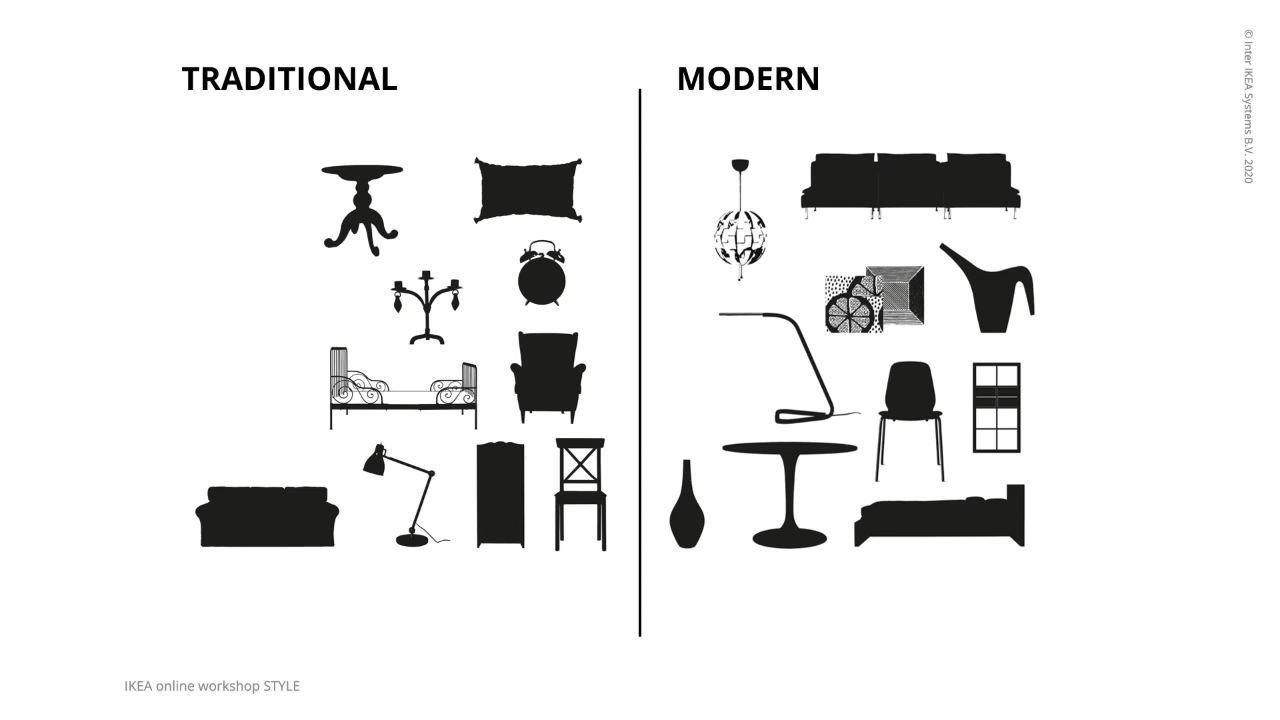 TRADITIONAL
MODERN
© Inter IKEA Systems B.V. 2020
IKEA online workshop STYLE